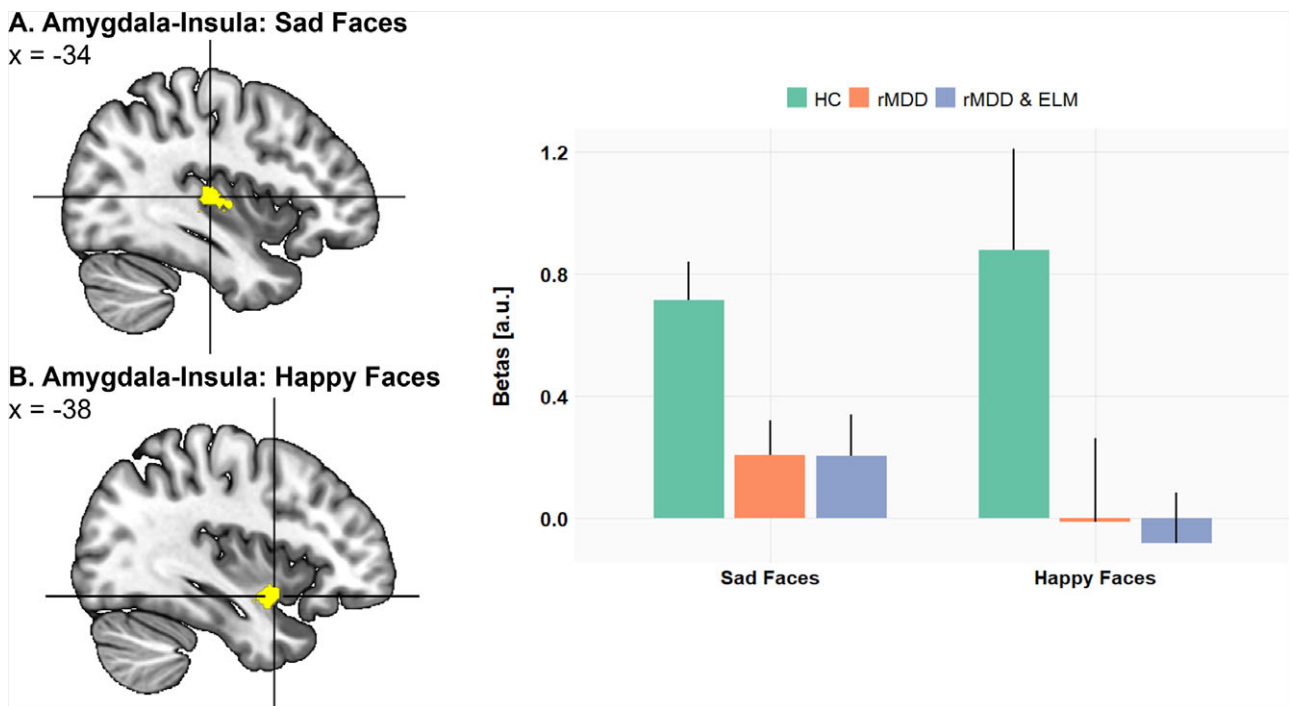 A. Amygdala-Insula: Sad Faces
x = -34
B. Amygdala-Insula: Happy Faces
x = -38
HC rMDD rMDD & ELM
Betas [a.u.]
1.2
0.8
0.4
0.0
Sad Faces Happy Faces